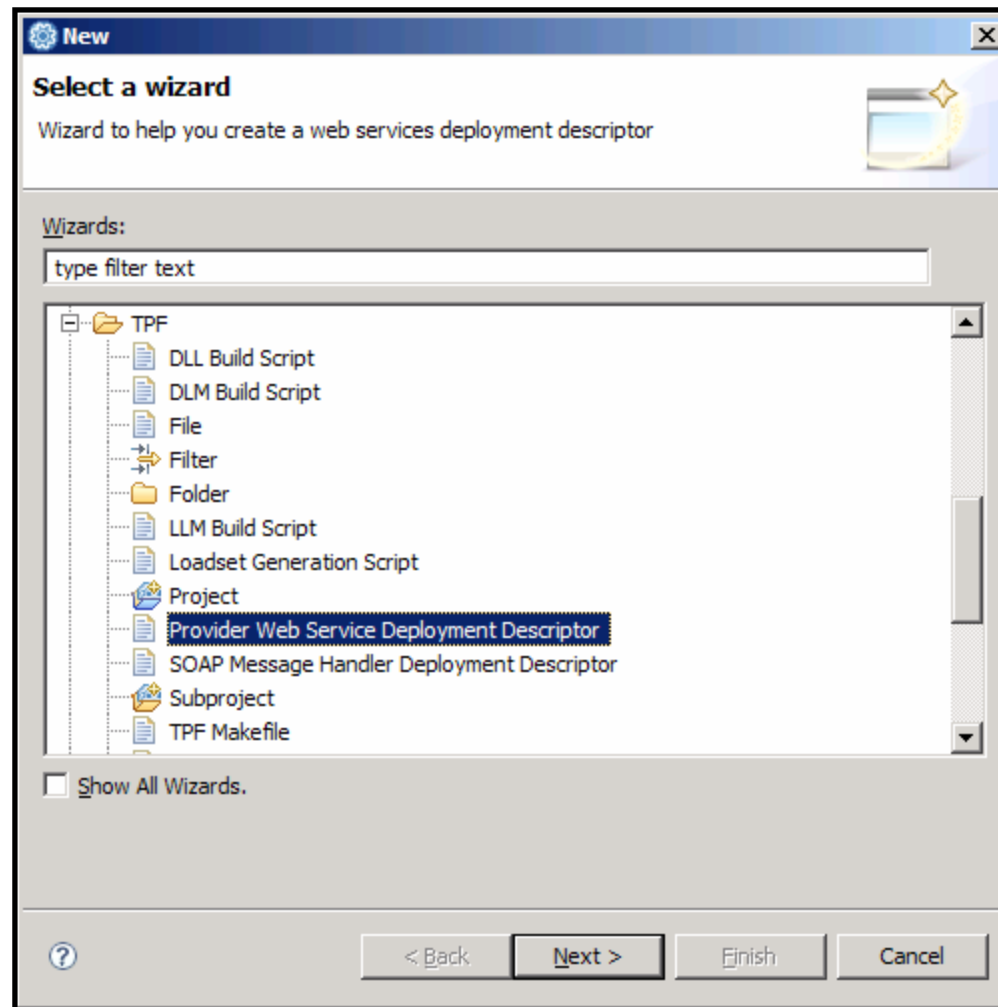 New
Select a wizard
Wizard to help you create a web services deployment descriptor
Wizards:
type filter text
TPF
DLL Build Script
DLM Build Script
File
Filter
Folder
LLM Build Script
Loadset Generation Script
Project
Provider Web Service Deployment Descriptor
SOAP Message Handler Deployment Descriptor
Subproject
TPF Makefile
Show All Wizards.
? < Back Next > Finish Cancel